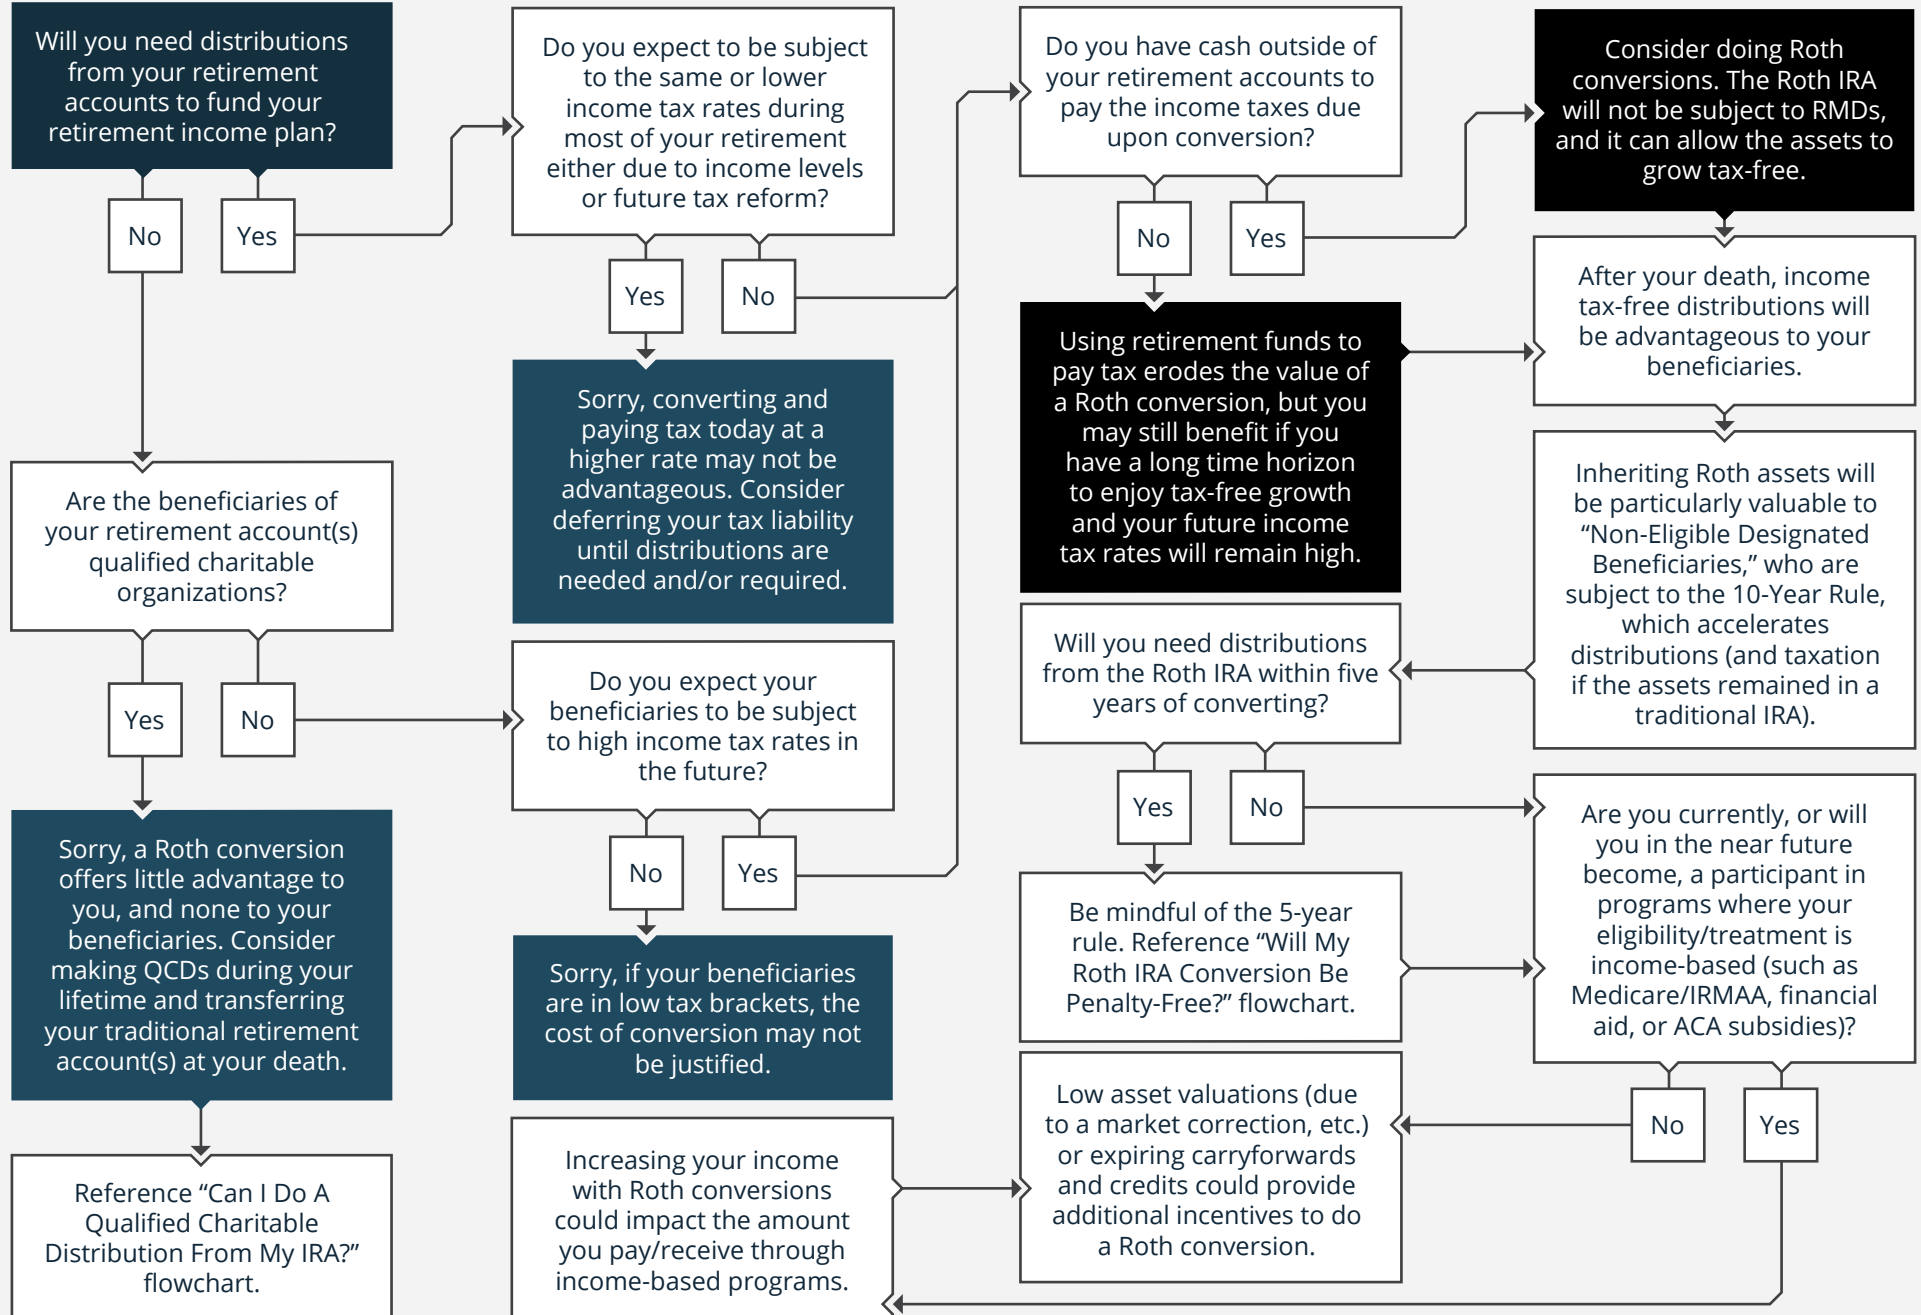 Will you need distributions
from your retirement
accounts to fund your
retirement income plan?
No
Yes
Do you expect to be subject
to the same or lower
income tax rates during
most of your retirement
either due to income levels
or future tax reform?
Yes
No
Sorry, converting and
paying tax today at a
higher rate may not be
advantageous. Consider
deferring your tax liability
until distributions are
needed and/or required.
Are the beneficiaries of
your retirement account(s)
qualified charitable
organizations?
Yes
No
Sorry, a Roth conversion
offers little advantage to
you, and none to your
beneficiaries. Consider
making QCDs during your
lifetime and transferring
your traditional retirement
account(s) at your death.
Reference “Can I Do A
Qualified Charitable
Distribution From My IRA?”
flowchart.
Do you expect your
beneficiaries to be subject
to high income tax rates in
the future?
No
Yes
Sorry, if your beneficiaries
are in low tax brackets, the
cost of conversion may not
be justified.
Do you have cash outside of
your retirement accounts to
pay the income taxes due
upon conversion?
No
Yes
Using retirement funds to
pay tax erodes the value of
a Roth conversion, but you
may still benefit if you
have a long time horizon
to enjoy tax-free growth
and your future income
tax rates will remain high.
Consider doing Roth
conversions. The Roth IRA
will not be subject to RMDs,
and it can allow the assets to
grow tax-free.
After your death, income
tax-free distributions will
be advantageous to your
beneficiaries.
Inheriting Roth assets will
be particularly valuable to
“Non-Eligible Designated
Beneficiaries,” who are
subject to the 10-Year Rule,
which accelerates
distributions (and taxation
if the assets remained in a
traditional IRA).
Will you need distributions
from the Roth IRA within five
years of converting?
Yes
No
Be mindful of the 5-year
rule. Reference “Will My
Roth IRA Conversion Be
Penalty-Free?” flowchart.
Are you currently, or will
you in the near future
become, a participant in
programs where your
eligibility/treatment is
income-based (such as
Medicare/IRMAA, financial
aid, or ACA subsidies)?
No
Yes
Increasing your income
with Roth conversions
could impact the amount
you pay/receive through
income-based programs.
Low asset valuations (due
to a market correction, etc.)
or expiring carryforwards
and credits could provide
additional incentives to do
a Roth conversion.